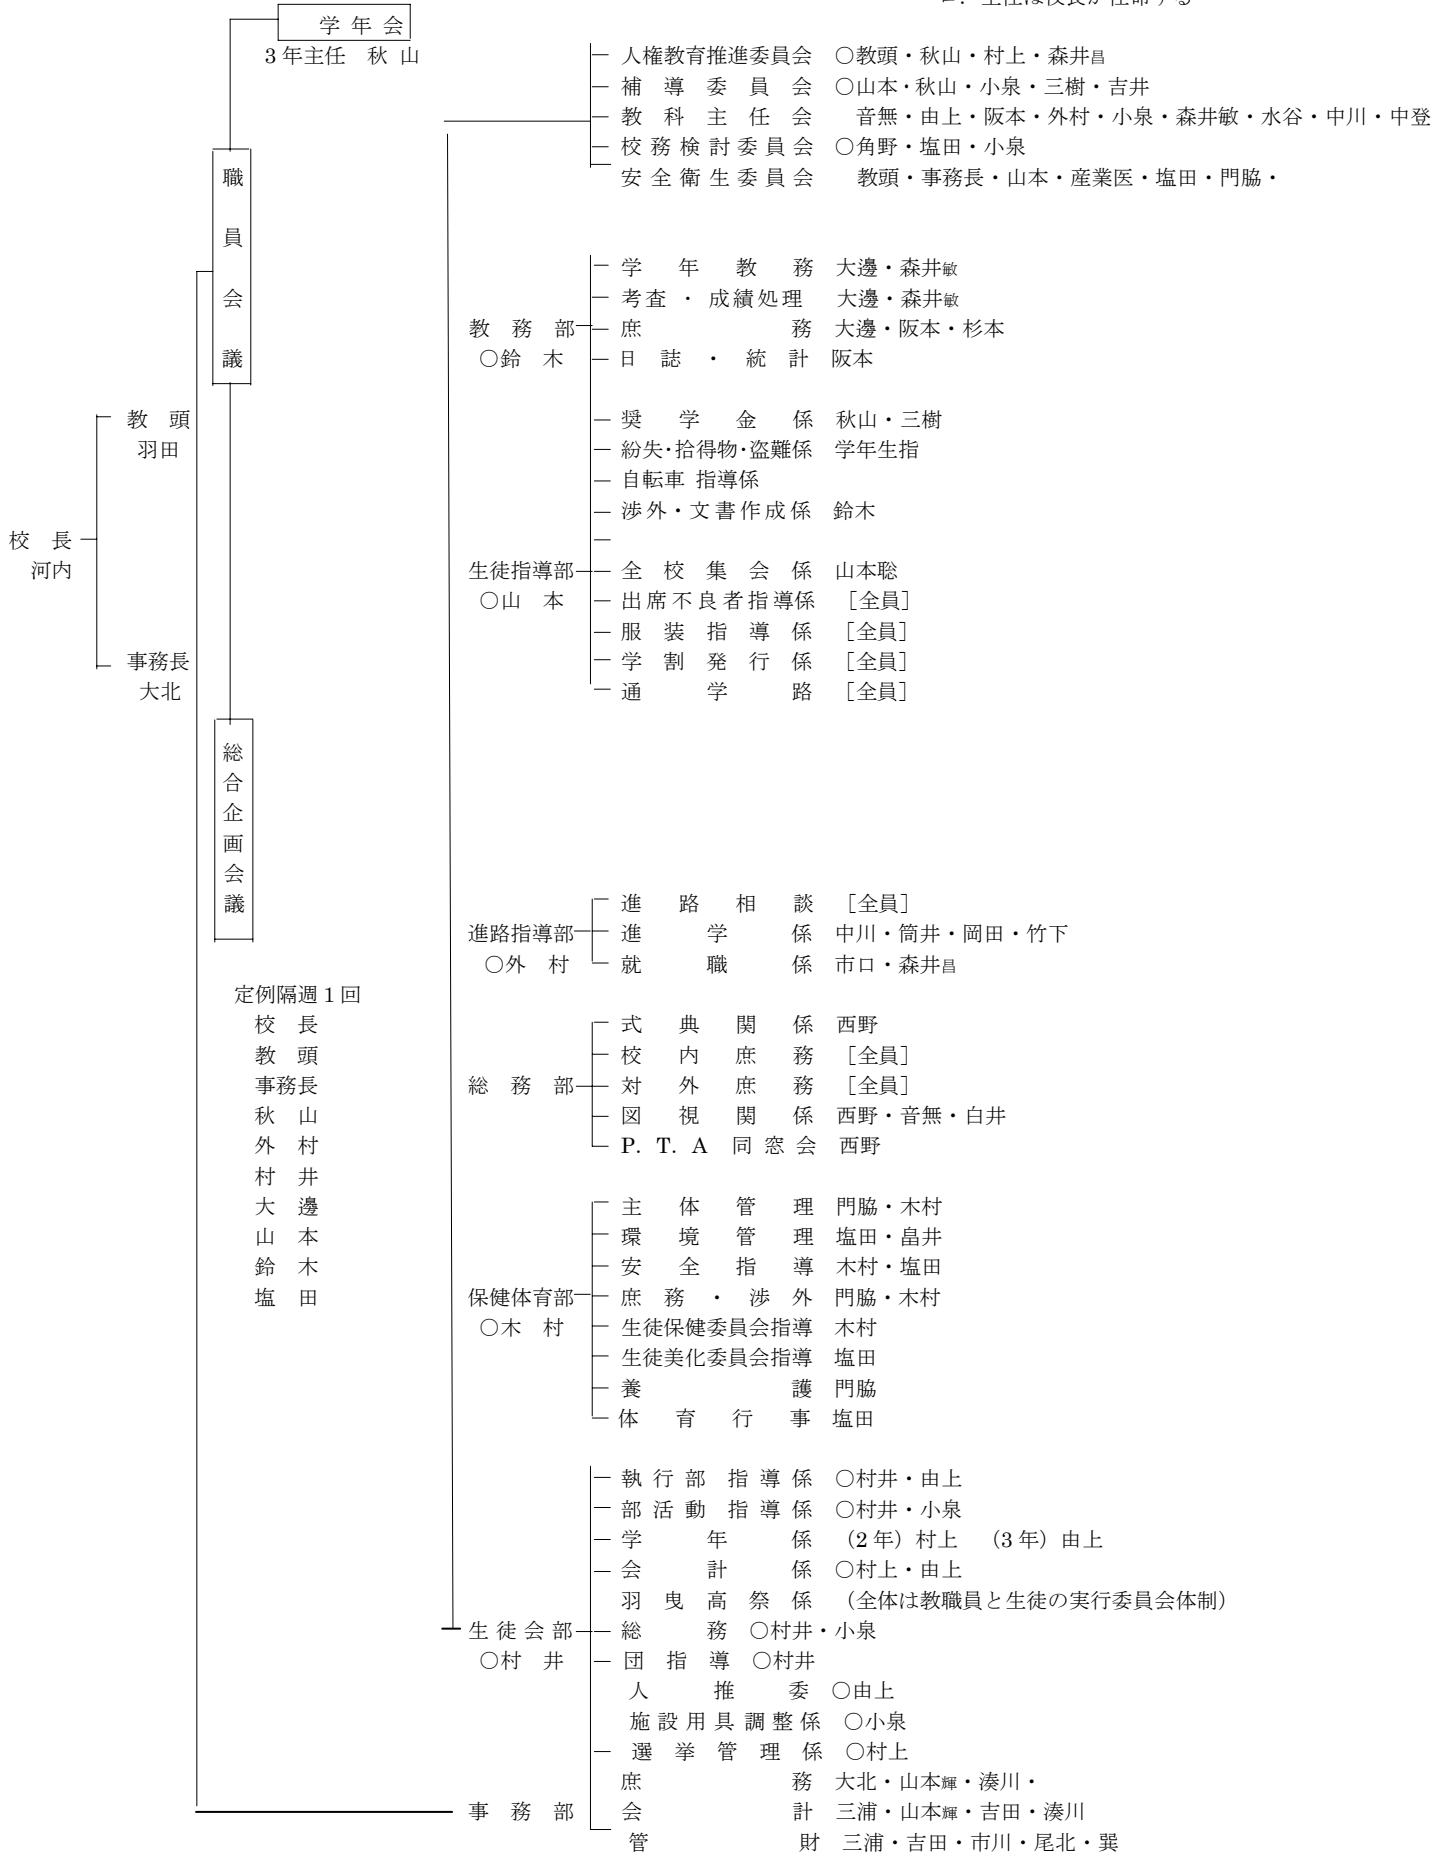 学 年 会
3年主任 秋 山
人権教育推進委員会 ○教頭・秋山・村上・森井昌
補 導 委 員 会 ○山本・秋山・小泉・三樹・吉井
教 科 主 任 会 音無・由上・阪本・外村・小泉・森井敏・水谷・中川・中登
校 務 検 討 委 員 会 ○角野・塩田・小泉
安 全 衛 生 委 員 会 教頭・事務長・山本・産業医・塩田・門脇・
職員会議
学 年 教 務 大邊・森井敏
考査 ・ 成績処理 大邊・森井敏
教 務 部 庶 務 大邊・阪本・杉本
○鈴 木 日 誌 ・ 統 計 阪本
教 頭
羽田
校 長
河内
事務長
大北
奨 学 金 係 秋山・三樹
紛失・拾得物・盗難係 学年生指
自転車 指導係
渉外・文書作成係 鈴木
生徒指導部 全 校 集 会 係 山本聡
○山 本 出席不良者指導係 [全員]
服 装 指 導 係 [全員]
学 割 発 行 係 [全員]
通 学 路 [全員]
総合企画会議
進 路 相 談 [全員]
進路指導部 進 学 係 中川・筒井・岡田・竹下
○外 村 就 職 係 市口・森井昌
定例隔週1回
校 長
教 頭
事務長
秋 山
外 村
村 井
大 邊
山 本
鈴 木
塩 田
式 典 関 係 西野
校 内 庶 務 [全員]
総 務 部 対 外 庶 務 [全員]
図 視 関 係 西野・音無・白井
P. T. A 同 窓 会 西野
主 体 管 理 門脇・木村
環 境 管 理 塩田・畠井
安 全 指 導 木村・塩田
保健体育部 庶 務 ・ 渉 外 門脇・木村
○木 村 生徒保健委員会指導 木村
生徒美化委員会指導 塩田
養 護 門脇
体 育 行 事 塩田
執 行 部 指 導 係 ○村井・由上
部 活 動 指 導 係 ○村井・小泉
学 年 係 (2年)村上 (3年)由上
会 計 係 ○村上・由上
羽 曳 高 祭 係 (全体は教職員と生徒の実行委員会体制)
生 徒 会 部 総 務 ○村井・小泉
○村 井 団 指 導 ○村井
人 推 委 ○由上
施設用具調整係 ○小泉
選 挙 管 理 係 ○村上
庶 務 大北・山本輝・湊川・
事 務 部 会 計 三浦・山本輝・吉田・湊川
管 財 三浦・吉田・市川・尾北・巽